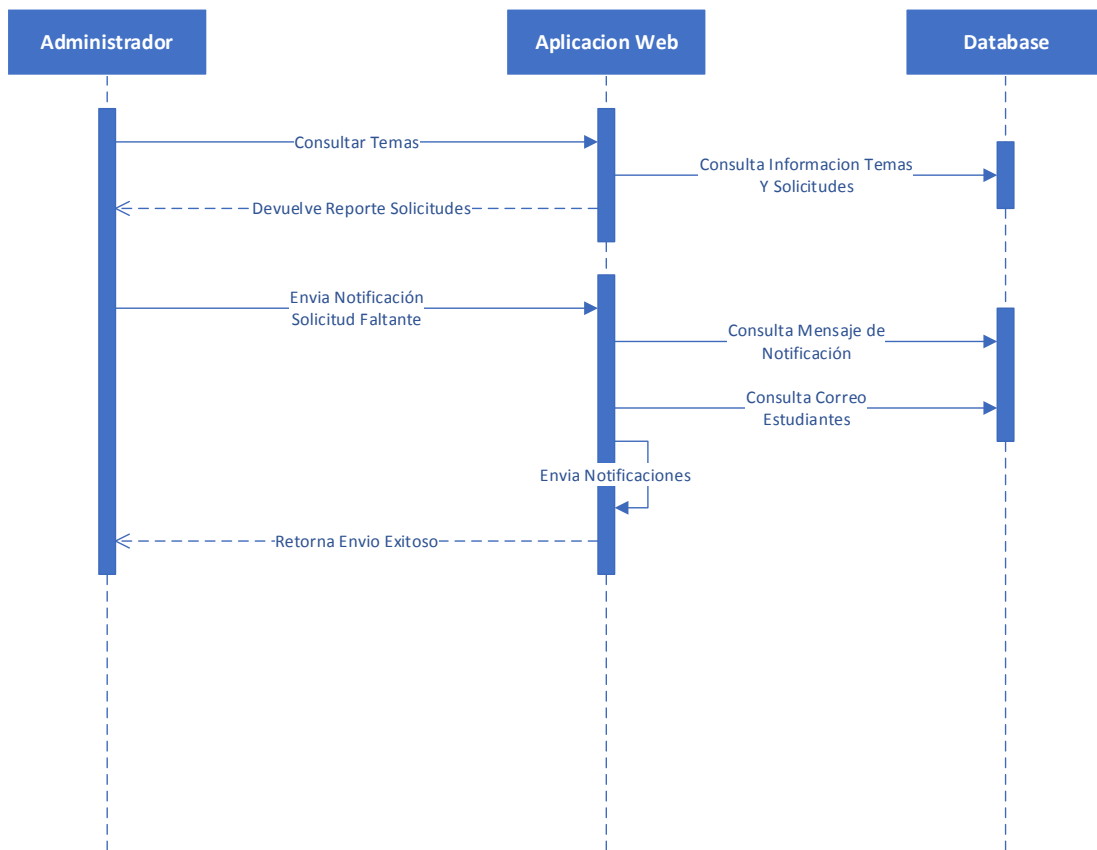 Administrador
Aplicacion Web
Database
Consultar Temas
Consulta Informacion Temas
Y Solicitudes
Devuelve Reporte Solicitudes
Envia Notificación
Solicitud Faltante
Consulta Mensaje de
Notificación
Consulta Correo
Estudiantes
Envia Notificaciones
Retorna Envio Exitoso